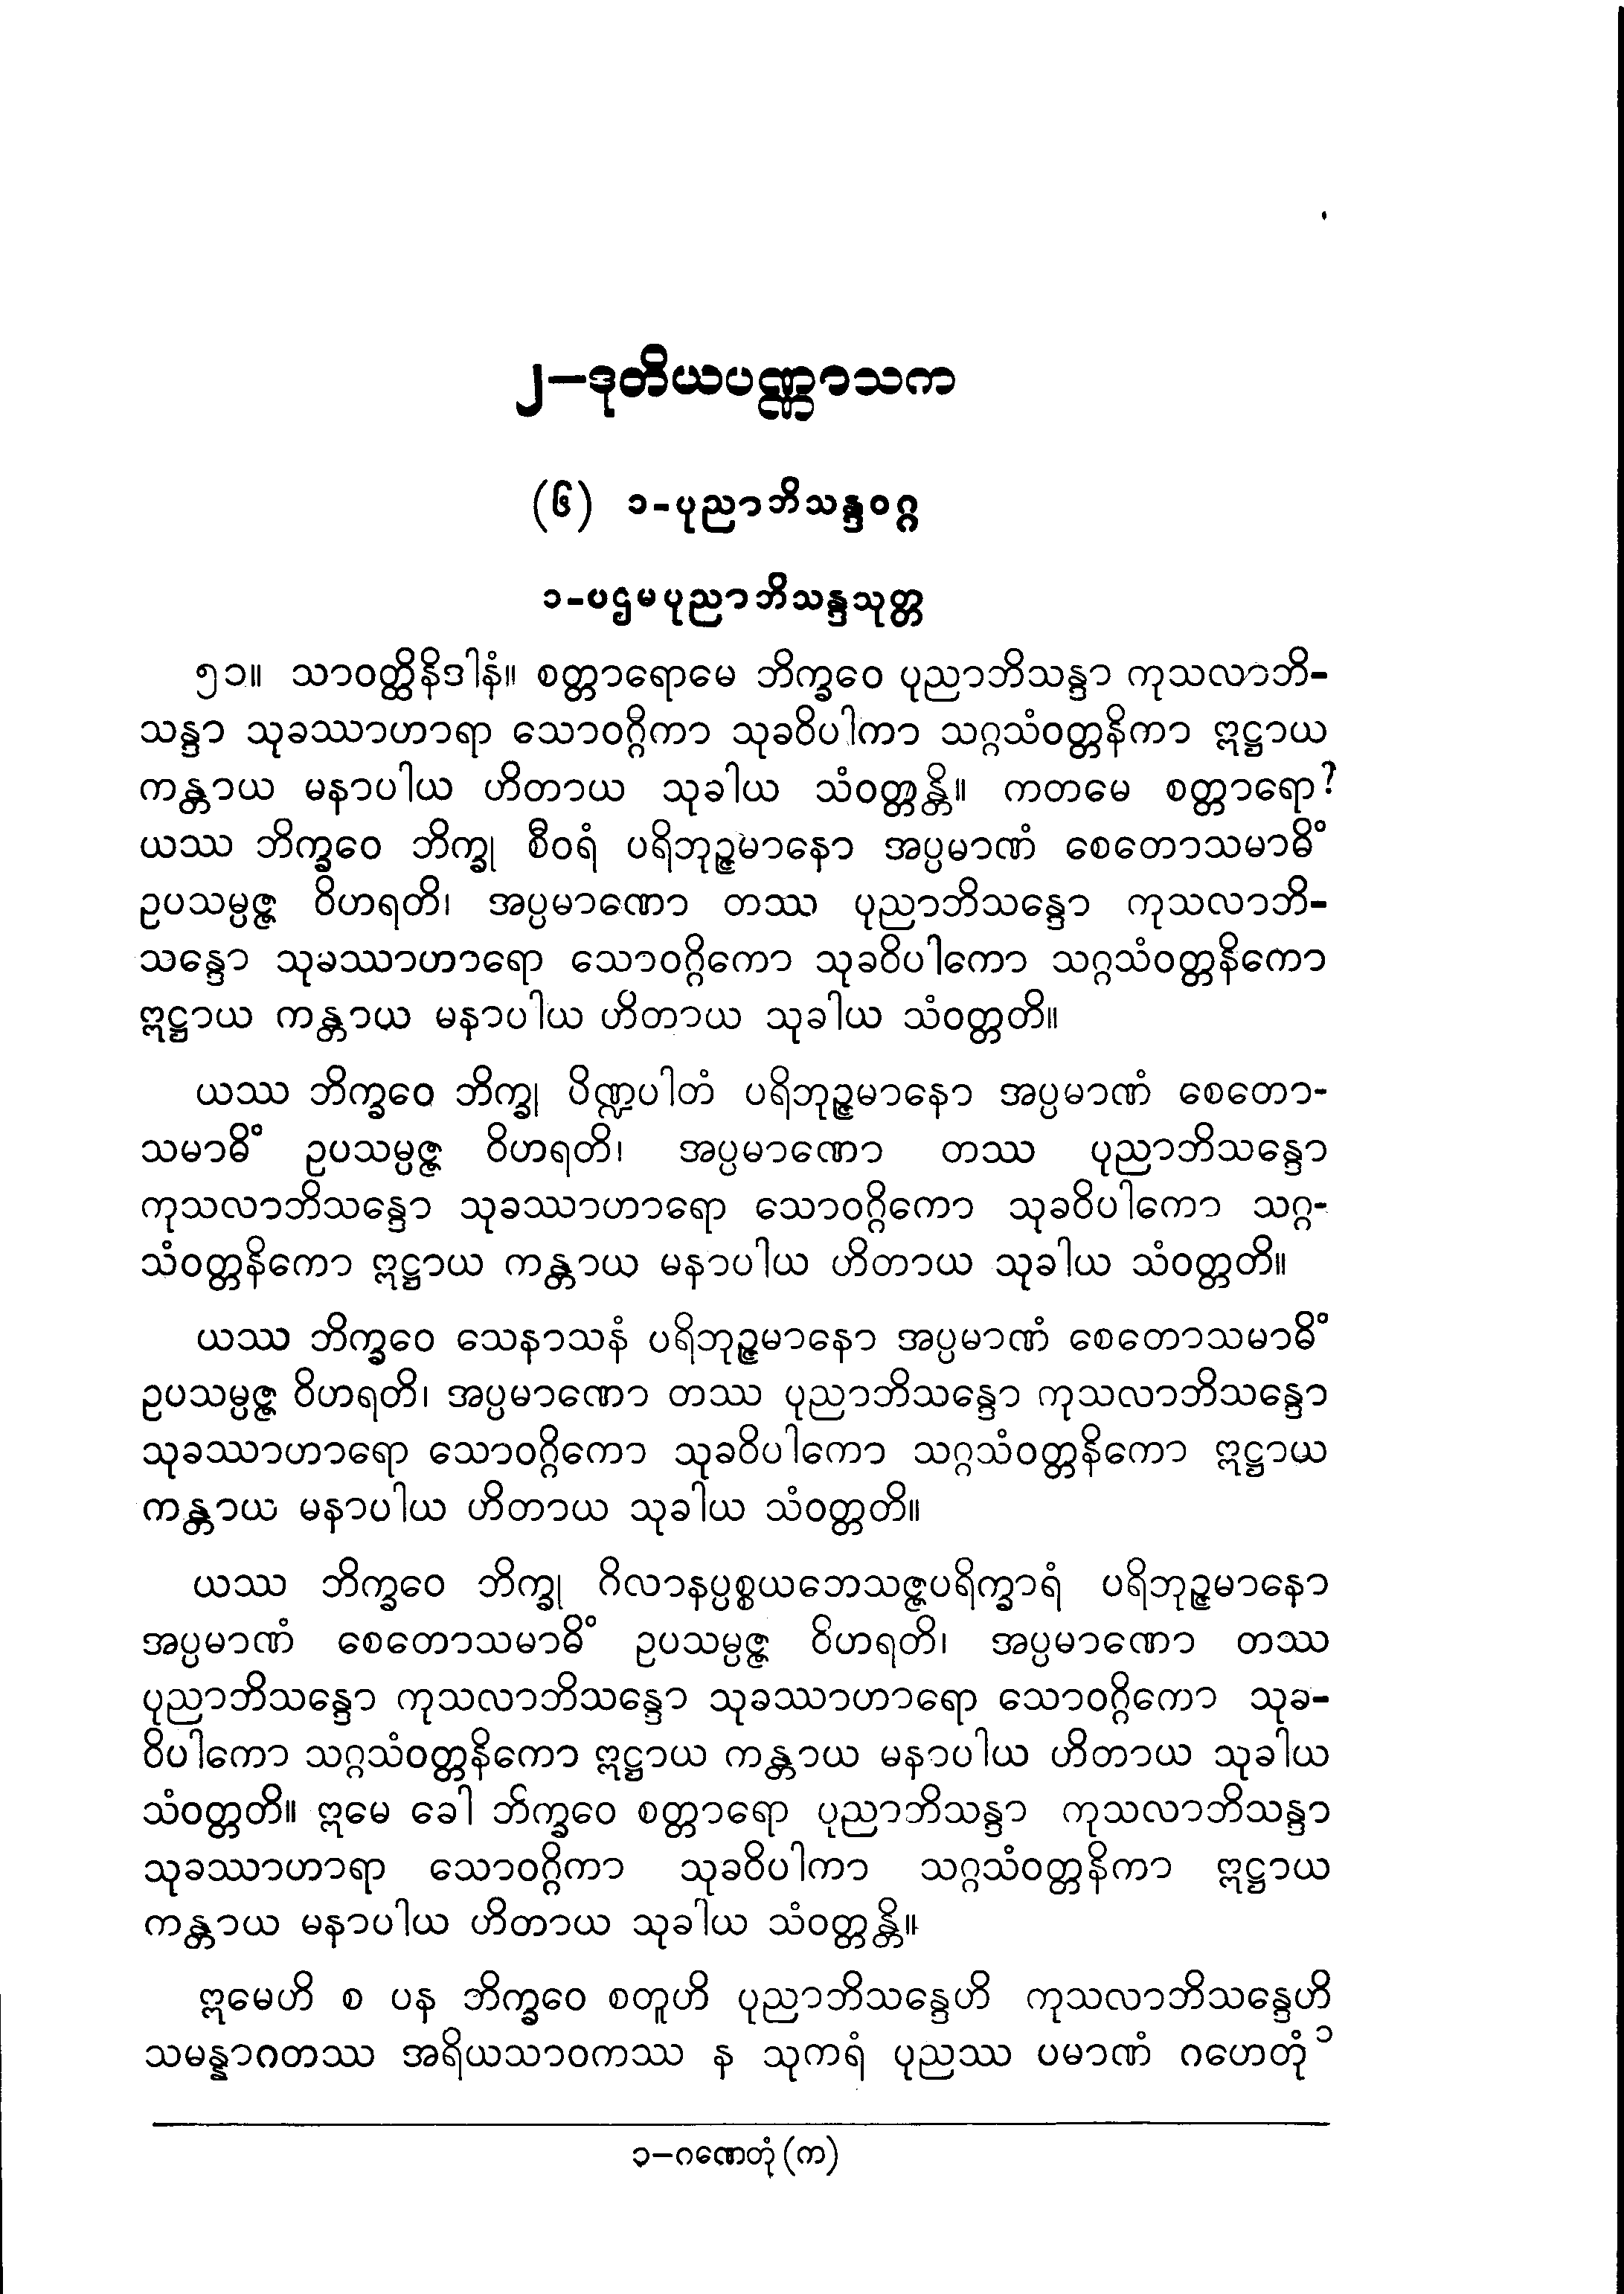 ၂—ဒုတိယပဏ္ဏာသက
(၆) ၁-ပုညာဘိသန္ဒဝဂ္ဂ
၁-ပဌမပုညာဘိသန္ဒသုတ္တ
၅၁။ သာဝတ္ထိနိဒါနံ။ စတ္တာရောမေ ဘိက္ခဝေ ပုညာဘိသန္ဒာ ကုသလာဘိ-
သန္ဒာ သုခဿာဟာရာ သောဝဂ္ဂိကာ သုခဝိပါကာ သဂ္ဂသံဝတ္တနိကာ ဣဋ္ဌာယ
ကန္တာယ မနာပါယ ဟိတာယ သုခါယ သံဝတ္တန္တိ။ ကတမေ စတ္တာရော?
ယဿ ဘိက္ခဝေ ဘိက္ခု စီဝရံ ပရိဘုဉ္ဇမာနော အပ္ပမာဏံ စေတောသမာဓိံ
ဥပသမ္ပဇ္ဇ ဝိဟရတိ၊ အပ္ပမာဏော တဿ ပုညာဘိသန္ဒော ကုသလာဘိ-
သန္ဒော သုမဿာဟာရော သောဝဂ္ဂိကော သုခဝိပါကော သဂ္ဂသံဝတ္တနိကော
ဣဋ္ဌာယ ကန္တာယ မနာပါယ ဟိတာယ သုခါယ သံဝတ္တတိ။
ယဿ ဘိက္ခဝေ ဘိက္ခု ပိဏ္ဍပါတံ ပရိဘုဉ္ဇမာနော အပ္ပမာဏံ စေတော-
သမာဓိံ ဥပသမ္ပဇ္ဇ ဝိဟရတိ၊ အပ္ပမာဏော တဿ ပုညာဘိသန္ဒော
ကုသလာဘိသန္ဒော သုခဿာဟာရော သောဝဂ္ဂိကော သုခဝိပါကော သဂ္ဂ-
သံဝတ္တနိကော ဣဋ္ဌာယ ကန္တာယ မနာပါယ ဟိတာယ သုခါယ သံဝတ္တတိ။
ယဿ ဘိက္ခဝေ သေနာသနံ ပရိဘုဉ္ဇမာနော အပ္ပမာဏံ စေတောသမာဓိံ
ဥပသမ္ပဇ္ဇ ဝိဟရတိ၊ အပ္ပမာဏော တဿ ပုညာဘိသန္ဒော ကုသလာဘိသန္ဒော
သုခဿာဟာရော သောဝဂ္ဂိကော သုခဝိပါကော သဂ္ဂသံဝတ္တနိကော ဣဋ္ဌာယ
ကန္တာယ မနာပါယ ဟိတာယ သုခါယ သံဝတ္တတိ။
ယဿ ဘိက္ခဝေ ဘိက္ခု ဂိလာနပ္ပစ္စယဘေသဇ္ဇပရိက္ခာရံ ပရိဘုဉ္ဇမာနော
အပ္ပမာဏံ စေတောသမာဓိံ ဥပသမ္ပဇ္ဇ ဝိဟရတိ၊ အပ္ပမာဏော တဿ
ပုညာဘိသန္ဒော ကုသလာဘိသန္ဒော သုခဿာဟာရော သောဝဂ္ဂိကော သုခ-
ဝိပါကော သဂ္ဂသံဝတ္တနိကော ဣဋ္ဌာယ ကန္တာယ မနာပါယ ဟိတာယ သုခါယ
သံဝတ္တတိ။ ဣမေ ခေါ ဘိက္ခဝေ စတ္တာရော ပုညာဘိသန္ဒာ ကုသလာဘိသန္ဒာ
သုခဿာဟာရာ သောဝဂ္ဂိကာ သုခဝိပါကာ သဂ္ဂသံဝတ္တနိကာ ဣဋ္ဌာယ
ကန္တာယ မနာပါယ ဟိတာယ သုခါယ သံဝတ္တန္တိ။
ဣမေဟိ စ ပန ဘိက္ခဝေ စတူဟိ ပုညာဘိသန္ဒေဟိ ကုသလာဘိသန္ဒေဟိ
သမန္နာဂတဿ အရိယသာဝကဿ န သုကရံ ပုညဿ ပမာဏံ ဂဟေတုံ ၁
၁—ဂဏေတုံ (က)